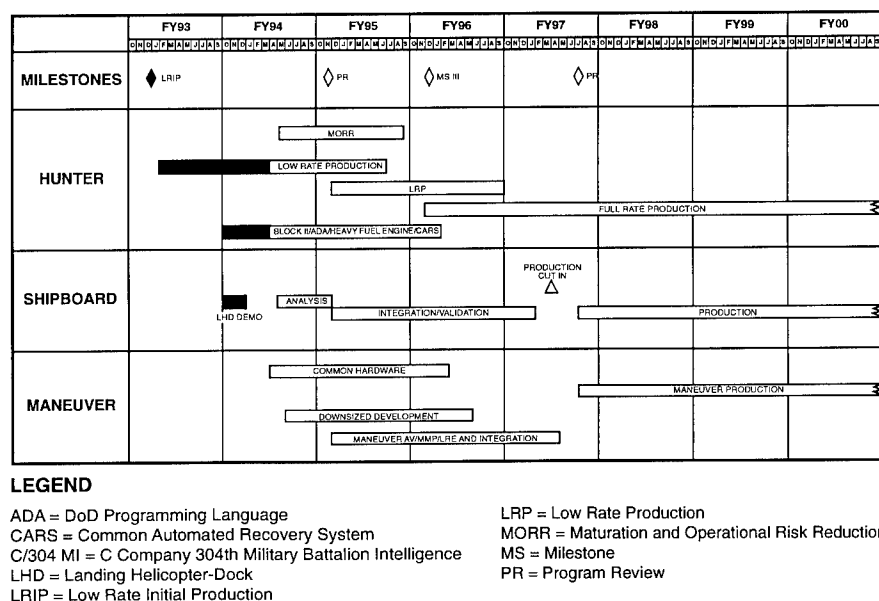 FY93 FY94 FY95 FY96 FY97 FY98 FY99 FY00
O N D J F M A M J J A S O N D J F M A M J J A S O N D J F M A M J J A S O N D J F M A M J J A S O N D J F M A M J J A S O N D J F M A M J J A S O N D J F M A M J J A S O N D J F M A M J J A S
MILESTONES
LRIP PR MS III PR
HUNTER
MORR
LOW RATE PRODUCTION
LRP
FULL RATE PRODUCTION
BLOCK II/ADA/HEAVY FUEL ENGINE/CARS
SHIPBOARD
PRODUCTION
CUT IN
ANALYSIS
LHD DEMO
INTEGRATION/VALIDATION
PRODUCTION
MANEUVER
COMMON HARDWARE
MANEUVER PRODUCTION
DOWNSIZED DEVELOPMENT
MANEUVER AV/MMP/LRE AND INTEGRATION
LEGEND
ADA = DoD Programming Language
CARS = Common Automated Recovery System
C/304 MI = C Company 304th Military Battalion Intelligence
LHD = Landing Helicopter-Dock
LRIP = Low Rate Initial Production
LRP = Low Rate Production
MORR = Maturation and Operational Risk Reduction
MS = Milestone
PR = Program Review